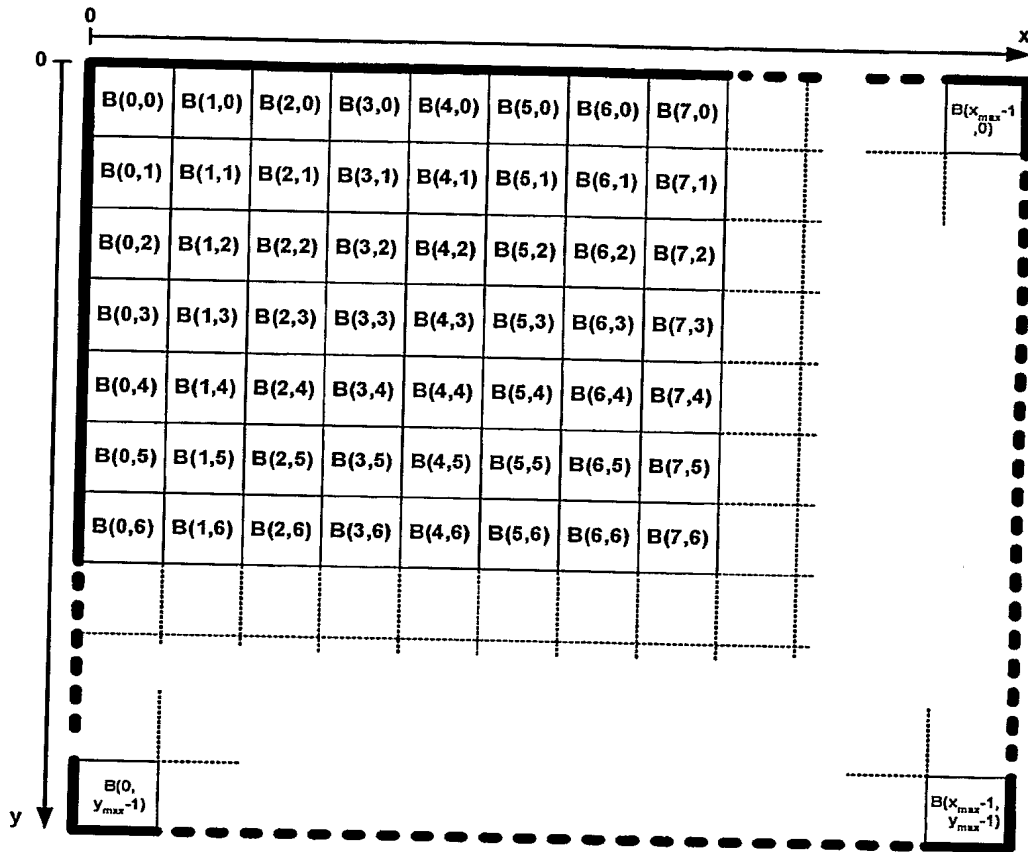 0
x
0
B(0,0) B(1,0) B(2,0) B(3,0) B(4,0) B(5,0) B(6,0) B(7,0)
B(x_max-1
,0)
B(0,1) B(1,1) B(2,1) B(3,1) B(4,1) B(5,1) B(6,1) B(7,1)
B(0,2) B(1,2) B(2,2) B(3,2) B(4,2) B(5,2) B(6,2) B(7,2)
B(0,3) B(1,3) B(2,3) B(3,3) B(4,3) B(5,3) B(6,3) B(7,3)
B(0,4) B(1,4) B(2,4) B(3,4) B(4,4) B(5,4) B(6,4) B(7,4)
B(0,5) B(1,5) B(2,5) B(3,5) B(4,5) B(5,5) B(6,5) B(7,5)
B(0,6) B(1,6) B(2,6) B(3,6) B(4,6) B(5,6) B(6,6) B(7,6)
B(0,
y_max-1)
B(x_max-1,
y_max-1)
y